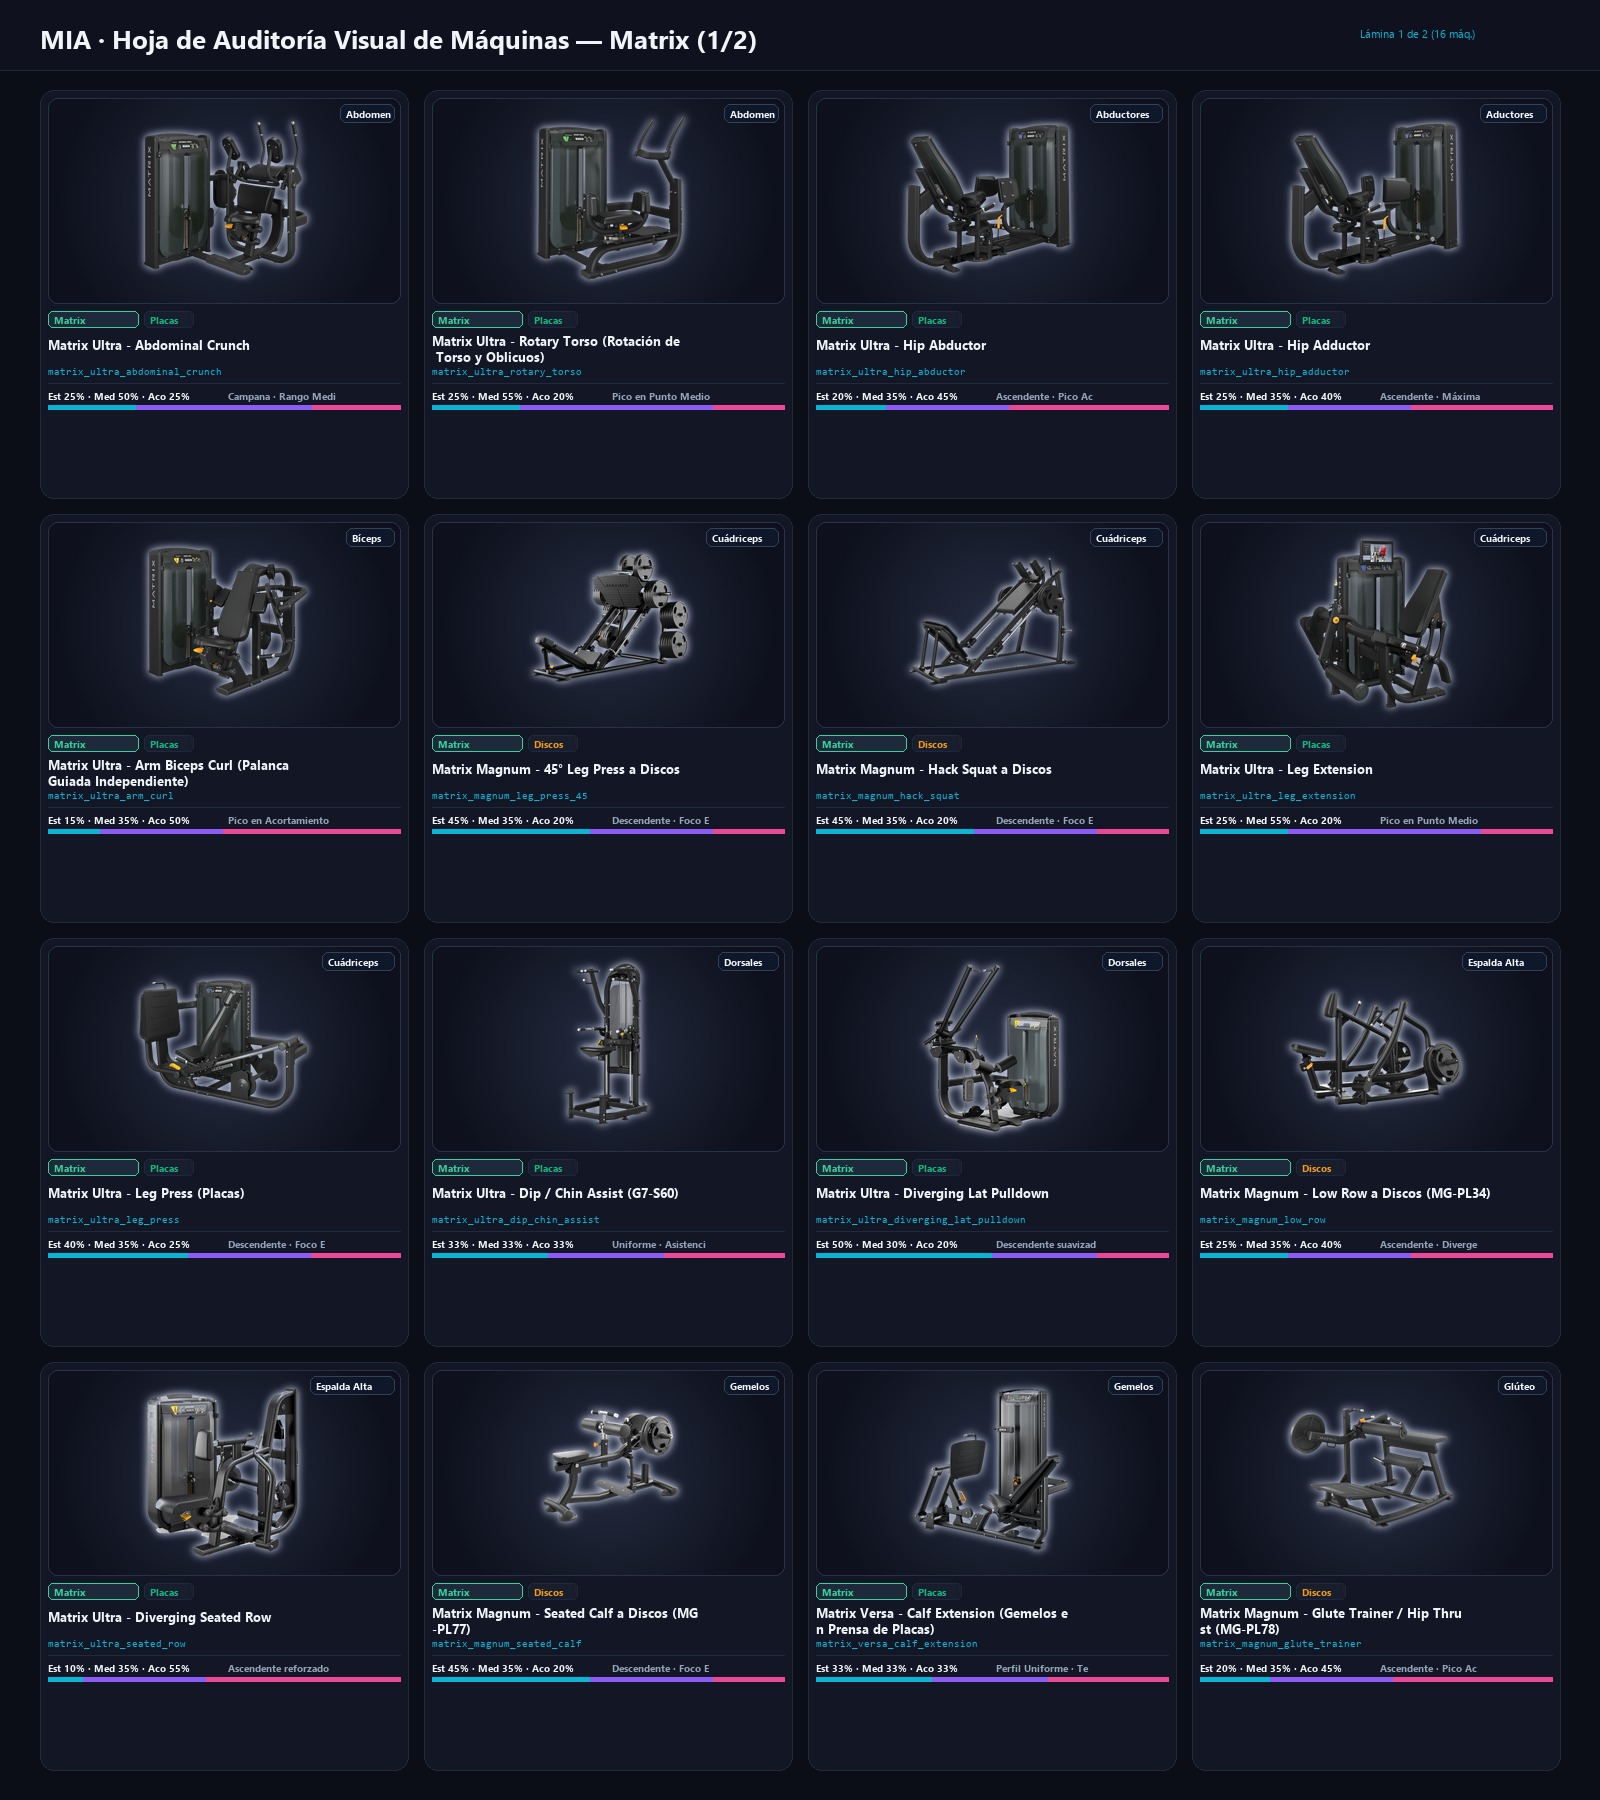 MIA · Hoja de Auditoría Visual de Máquinas — Matrix (1/2)
Lámina 1 de 2 (16 máq.)
Abdomen
MATRIX
Matrix
Placas
Matrix Ultra - Abdominal Crunch
matrix_ultra_abdominal_crunch
Est 25% · Med 50% · Aco 25%
Campana · Rango Medi
Abdomen
MATRIX
Matrix
Placas
Matrix Ultra - Rotary Torso (Rotación de
Torso y Oblicuos)
matrix_ultra_rotary_torso
Est 25% · Med 55% · Aco 20%
Pico en Punto Medio
Abductores
MATRIX
Matrix
Placas
Matrix Ultra - Hip Abductor
matrix_ultra_hip_abductor
Est 20% · Med 35% · Aco 45%
Ascendente · Pico Ac
Aductores
MATRIX
Matrix
Placas
Matrix Ultra - Hip Adductor
matrix_ultra_hip_adductor
Est 25% · Med 35% · Aco 40%
Ascendente · Máxima
Bíceps
MATRIX
Matrix
Placas
Matrix Ultra - Arm Biceps Curl (Palanca
Guiada Independiente)
matrix_ultra_arm_curl
Est 15% · Med 35% · Aco 50%
Pico en Acortamiento
Cuádriceps
Matrix
Discos
Matrix Magnum - 45° Leg Press a Discos
matrix_magnum_leg_press_45
Est 45% · Med 35% · Aco 20%
Descendente · Foco E
Cuádriceps
Matrix
Discos
Matrix Magnum - Hack Squat a Discos
matrix_magnum_hack_squat
Est 45% · Med 35% · Aco 20%
Descendente · Foco E
Cuádriceps
Matrix
Placas
Matrix Ultra - Leg Extension
matrix_ultra_leg_extension
Est 25% · Med 55% · Aco 20%
Pico en Punto Medio
Cuádriceps
Matrix
Placas
Matrix Ultra - Leg Press (Placas)
matrix_ultra_leg_press
Est 40% · Med 35% · Aco 25%
Descendente · Foco E
Dorsales
Matrix
Placas
Matrix Ultra - Dip / Chin Assist (G7-S60)
matrix_ultra_dip_chin_assist
Est 33% · Med 33% · Aco 33%
Uniforme · Asistenci
Dorsales
MATRIX
Matrix
Placas
Matrix Ultra - Diverging Lat Pulldown
matrix_ultra_diverging_lat_pulldown
Est 50% · Med 30% · Aco 20%
Descendente suavizad
Espalda Alta
Matrix
Discos
Matrix Magnum - Low Row a Discos (MG-PL34)
matrix_magnum_low_row
Est 25% · Med 35% · Aco 40%
Ascendente · Diverge
Espalda Alta
Matrix
Placas
Matrix Ultra - Diverging Seated Row
matrix_ultra_seated_row
Est 10% · Med 35% · Aco 55%
Ascendente reforzado
Gemelos
Matrix
Discos
Matrix Magnum - Seated Calf a Discos (MG
-PL77)
matrix_magnum_seated_calf
Est 45% · Med 35% · Aco 20%
Descendente · Foco E
Gemelos
Matrix
Placas
Matrix Versa - Calf Extension (Gemelos e
n Prensa de Placas)
matrix_versa_calf_extension
Est 33% · Med 33% · Aco 33%
Perfil Uniforme · Te
Glúteo
Matrix
Discos
Matrix Magnum - Glute Trainer / Hip Thru
st (MG-PL78)
matrix_magnum_glute_trainer
Est 20% · Med 35% · Aco 45%
Ascendente · Pico Ac